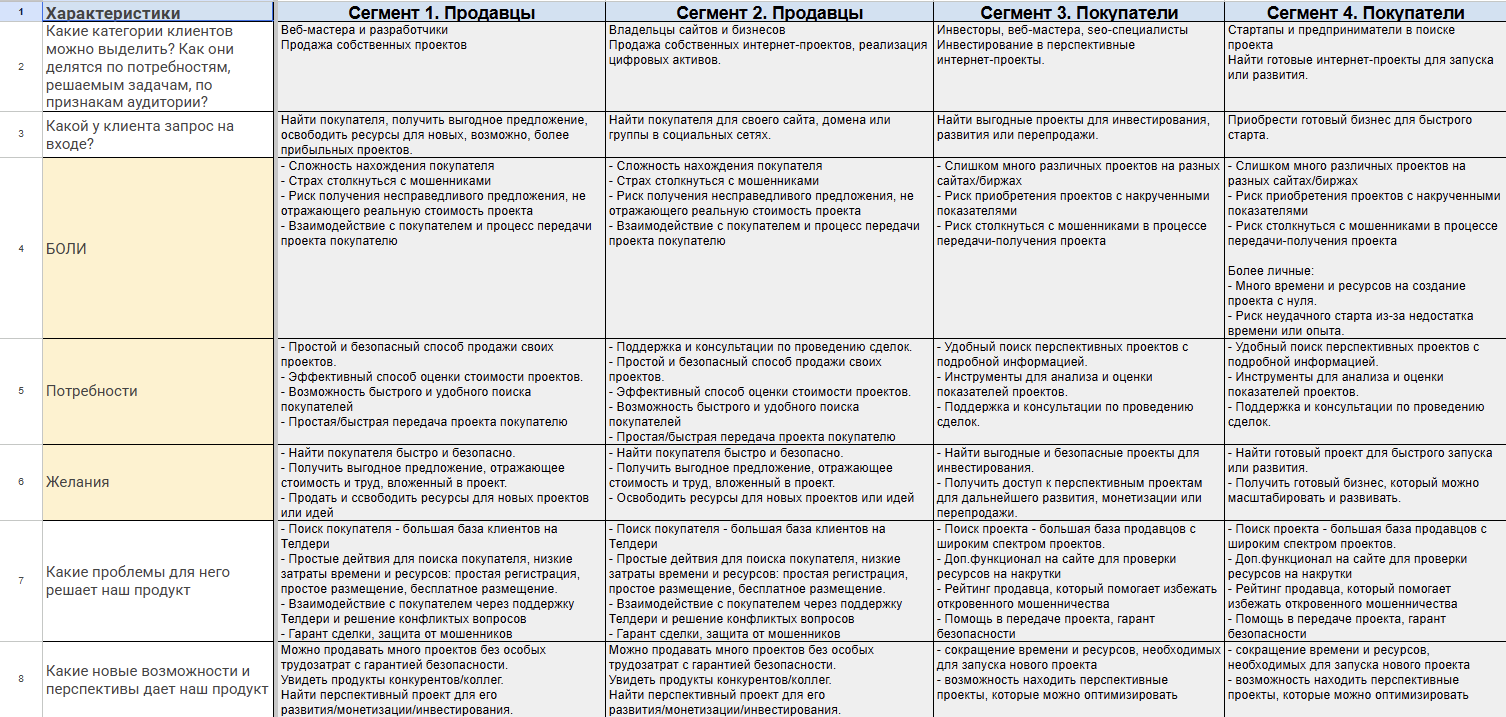 1
Характеристики
Сегмент 1. Продавцы
Сегмент 2. Продавцы
Сегмент 3. Покупатели
Сегмент 4. Покупатели
2
Какие категории клиентов
можно выделить? Как они
делятся по потребностям,
решаемым задачам, по
признакам аудитории?
Веб-мастера и разработчики
Продажа собственных проектов
Владельцы сайтов и бизнесов
Продажа собственных интернет-проектов, реализация
цифровых активов.
Инвесторы, веб-мастера, seo-специалисты
Инвестирование в перспективные
интернет-проекты.
Стартапы и предприниматели в поиске
проекта
Найти готовые интернет-проекты для запуска
или развития.
3
Какой у клиента запрос на
входе?
Найти покупателя, получить выгодное предложение,
освободить ресурсы для новых, возможно, более
прибыльных проектов.
Найти покупателя для своего сайта, домена или
группы в социальных сетях.
Найти выгодные проекты для инвестирования,
развития или перепродажи.
Приобрести готовый бизнес для быстрого
старта.
4
БОЛИ
- Сложность нахождения покупателя
- Страх столкнуться с мошенниками
- Риск получения несправедливого предложения, не
отражающего реальную стоимость проекта
- Взаимодействие с покупателем и процесс передачи
проекта покупателю
- Сложность нахождения покупателя
- Страх столкнуться с мошенниками
- Риск получения несправедливого предложения, не
отражающего реальную стоимость проекта
- Взаимодействие с покупателем и процесс передачи
проекта покупателю
- Слишком много различных проектов на разных
сайтах/биржах
- Риск приобретения проектов с накрученными
показателями
- Риск столкнуться с мошенниками в процессе
передачи-получения проекта
- Слишком много различных проектов на
разных сайтах/биржах
- Риск приобретения проектов с накрученными
показателями
- Риск столкнуться с мошенниками в процессе
передачи-получения проекта
Более личные:
- Много времени и ресурсов на создание
проекта с нуля.
- Риск неудачного старта из-за недостатка
времени или опыта.
5
Потребности
- Простой и безопасный способ продажи своих
проектов.
- Эффективный способ оценки стоимости проектов.
- Возможность быстрого и удобного поиска
покупателей
- Простая/быстрая передача проекта покупателю
- Поддержка и консультации по проведению сделок.
- Простой и безопасный способ продажи своих
проектов.
- Эффективный способ оценки стоимости проектов.
- Возможность быстрого и удобного поиска
покупателей
- Простая/быстрая передача проекта покупателю
- Удобный поиск перспективных проектов с
подробной информацией.
- Инструменты для анализа и оценки
показателей проектов.
- Поддержка и консультации по проведению
сделок.
- Удобный поиск перспективных проектов с
подробной информацией.
- Инструменты для анализа и оценки
показателей проектов.
- Поддержка и консультации по проведению
сделок.
6
Желания
- Найти покупателя быстро и безопасно.
- Получить выгодное предложение, отражающее
стоимость и труд, вложенный в проект.
- Продать и ссвободить ресурсы для новых проектов
или идей
- Найти покупателя быстро и безопасно.
- Получить выгодное предложение, отражающее
стоимость и труд, вложенный в проект.
- Освободить ресурсы для новых проектов или идей
- Найти выгодные и безопасные проекты для
инвестирования.
- Получить доступ к перспективным проектам
для дальнейшего развития, монетизации или
перепродажи.
- Найти готовый проект для быстрого запуска
или развития.
- Получить готовый бизнес, который можно
масштабировать и развивать.
7
Какие проблемы для него
решает наш продукт
- Поиск покупателя - большая база клиентов на
Телдери
- Простые дейтвия для поиска покупателя, низкие
затраты времени и ресурсов: простая регистрация,
простое размещение, бесплатное размещение.
- Взаимодействие с покупателем через поддержку
Телдери и решение конфликтых вопросов
- Гарант сделки, защита от мошенников
- Поиск покупателя - большая база клиентов на
Телдери
- Простые дейтвия для поиска покупателя, низкие
затраты времени и ресурсов: простая регистрация,
простое размещение, бесплатное размещение.
- Взаимодействие с покупателем через поддержку
Телдери и решение конфликтых вопросов
- Гарант сделки, защита от мошенников
- Поиск проекта - большая база продавцов с
широким спектром проектов.
- Доп.функционал на сайте для проверки
ресурсов на накрутки
- Рейтинг продавца, который помогает избежать
откровенного мошенничества
- Помощь в передаче проекта, гарант
безопасности
- Поиск проекта - большая база продавцов с
широким спектром проектов.
- Доп.функционал на сайте для проверки
ресурсов на накрутки
- Рейтинг продавца, который помогает
избежать откровенного мошенничества
- Помощь в передаче проекта, гарант
безопасности
8
Какие новые возможности и
перспективы дает наш продукт
Можно продавать много проектов без особых
трудозатрат с гарантией безопасности.
Увидеть продукты конкурентов/коллег.
Найти перспективный проект для его
развития/монетизации/инвестирования.
Можно продавать много проектов без особых
трудозатрат с гарантией безопасности.
Увидеть продукты конкурентов/коллег.
Найти перспективный проект для его
развития/монетизации/инвестирования.
- сокращение времени и ресурсов, необходимых
для запуска нового проекта
- возможность находить перспективные
проекты, которые можно оптимизировать
- сокращение времени и ресурсов,
необходимых для запуска нового проекта
- возможность находить перспективные
проекты, которые можно оптимизировать